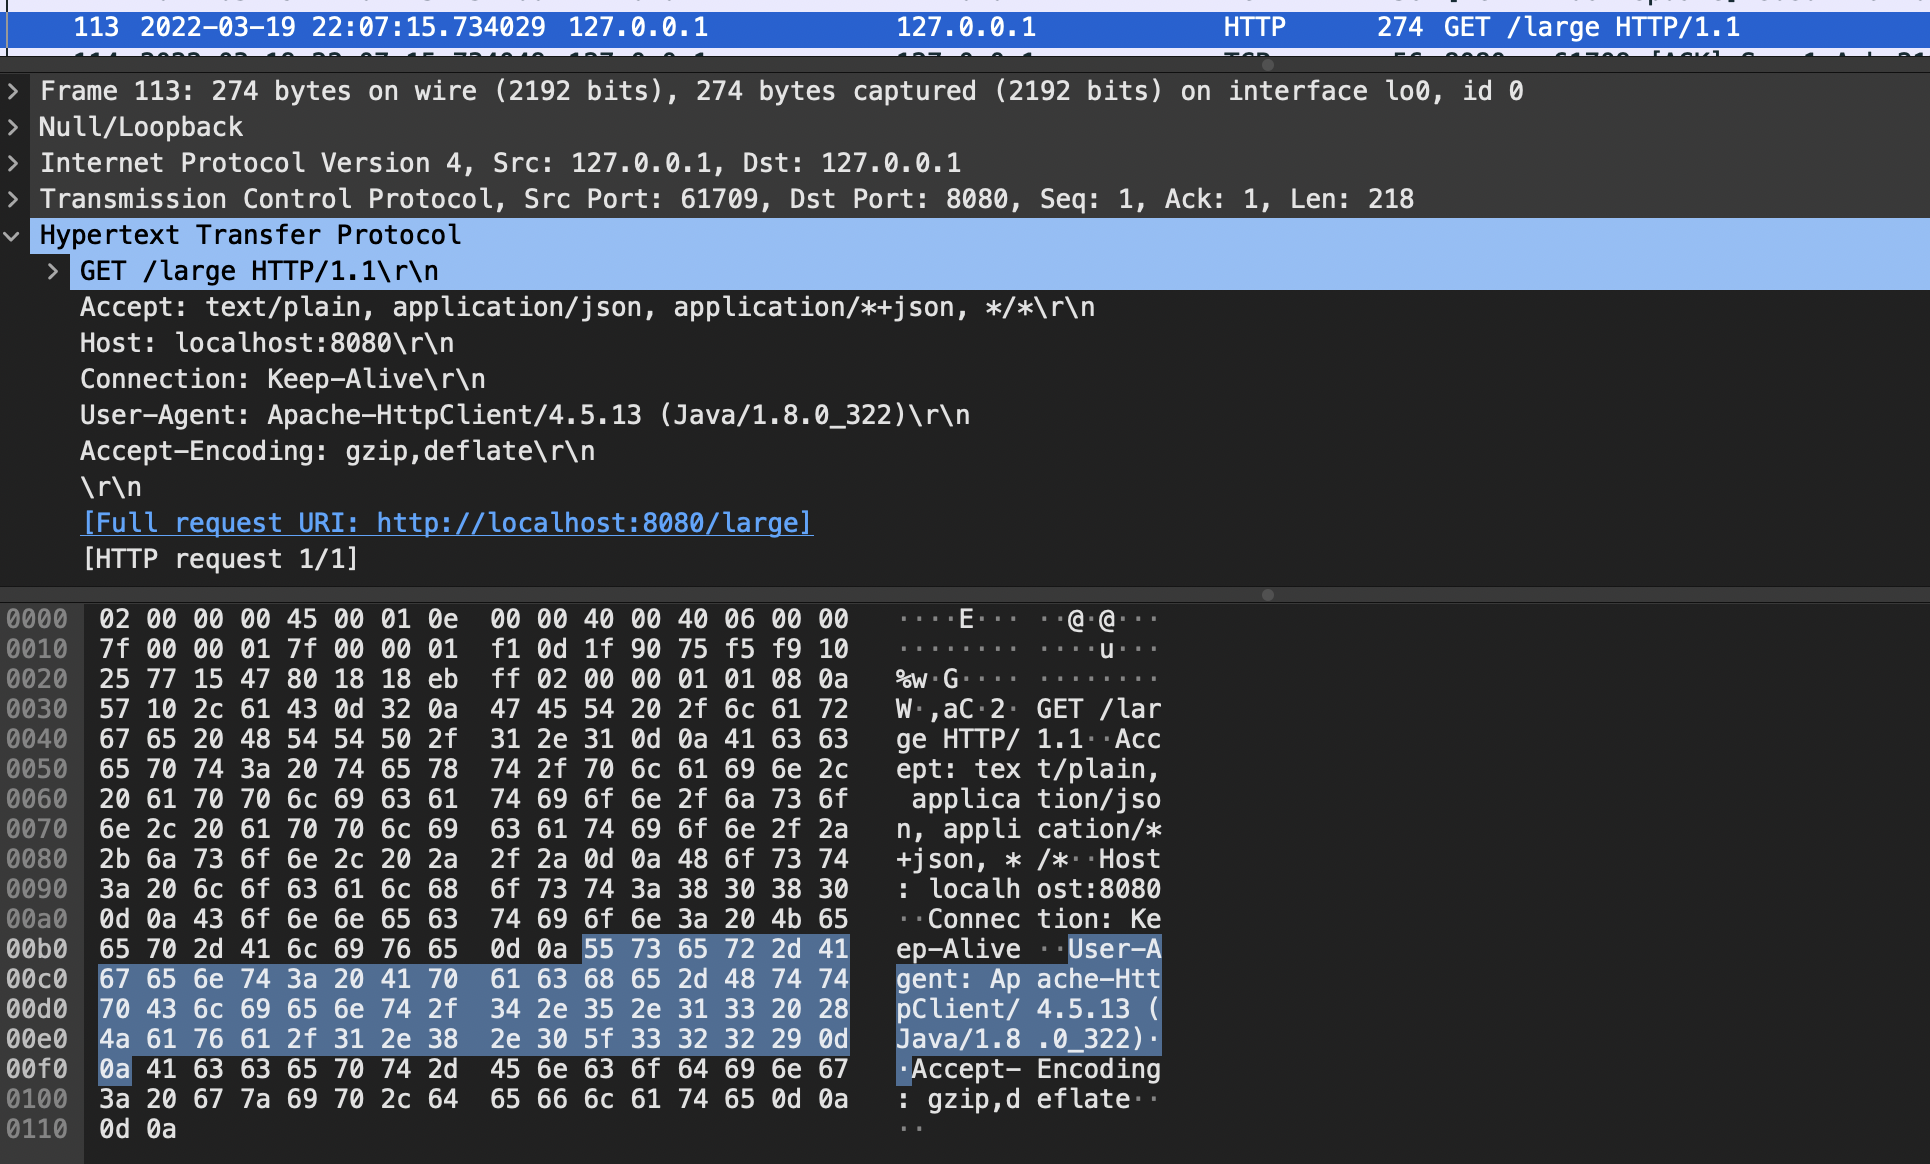 113 2022-03-19 22:07:15.734029 127.0.0.1 127.0.0.1 HTTP 274 GET /large HTTP/1.1
Frame 113: 274 bytes on wire (2192 bits), 274 bytes captured (2192 bits) on interface lo0, id 0
Null/Loopback
Internet Protocol Version 4, Src: 127.0.0.1, Dst: 127.0.0.1
Transmission Control Protocol, Src Port: 61709, Dst Port: 8080, Seq: 1, Ack: 1, Len: 218
Hypertext Transfer Protocol
GET /large HTTP/1.1\r\n
Accept: text/plain, application/json, application/*+json, */*\r\n
Host: localhost:8080\r\n
Connection: Keep-Alive\r\n
User-Agent: Apache-HttpClient/4.5.13 (Java/1.8.0_322)\r\n
Accept-Encoding: gzip,deflate\r\n
\r\n
[Full request URI: http://localhost:8080/large]
[HTTP request 1/1]
0000 02 00 00 00 45 00 01 0e 00 00 40 00 40 06 00 00 ····E··· ··@·@···
0010 7f 00 00 01 7f 00 00 01 f1 0d 1f 90 75 f5 f9 10 ········ ····u···
0020 25 77 15 47 80 18 18 eb ff 02 00 00 01 01 08 0a %w·G···· ········
0030 57 10 2c 61 43 0d 32 0a 47 45 54 20 2f 6c 61 72 W·,aC·2· GET /lar
0040 67 65 20 48 54 54 50 2f 31 2e 31 0d 0a 41 63 63 ge HTTP/ 1.1··Acc
0050 65 70 74 3a 20 74 65 78 74 2f 70 6c 61 69 6e 2c ept: tex t/plain,
0060 20 61 70 70 6c 69 63 61 74 69 6f 6e 2f 6a 73 6f  applica tion/jso
0070 6e 2c 20 61 70 70 6c 69 63 61 74 69 6f 6e 2f 2a n, appli cation/*
0080 2b 6a 73 6f 6e 2c 20 2a 2f 2a 0d 0a 48 6f 73 74 +json, * /*··Host
0090 3a 20 6c 6f 63 61 6c 68 6f 73 74 3a 38 30 38 30 : localh ost:8080
00a0 0d 0a 43 6f 6e 6e 65 63 74 69 6f 6e 3a 20 4b 65 ··Connec tion: Ke
00b0 65 70 2d 41 6c 69 76 65 0d 0a 55 73 65 72 2d 41 ep-Alive ··User-A
00c0 67 65 6e 74 3a 20 41 70 61 63 68 65 2d 48 74 74 gent: Ap ache-Htt
00d0 70 43 6c 69 65 6e 74 2f 34 2e 35 2e 31 33 20 28 pClient/ 4.5.13 (
00e0 4a 61 76 61 2f 31 2e 38 2e 30 5f 33 32 32 29 0d Java/1.8 .0_322)·
00f0 0a 41 63 63 65 70 74 2d 45 6e 63 6f 64 69 6e 67 ·Accept- Encoding
0100 3a 20 67 7a 69 70 2c 64 65 66 6c 61 74 65 0d 0a : gzip,d eflate··
0110 0d 0a ··